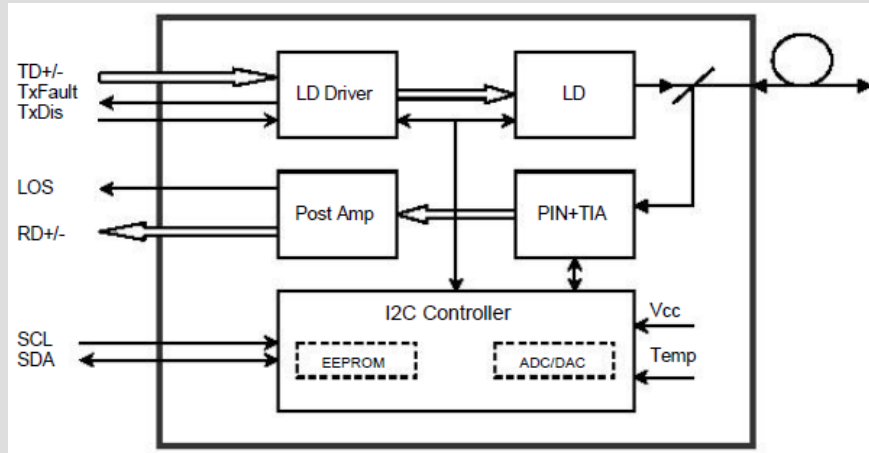 TD+/-
TxFault
TxDis
LD Driver
LD
LOS
RD+/-
Post Amp
PIN+TIA
I2C Controller
SCL
SDA
EEPROM
ADC/DAC
Vcc
Temp